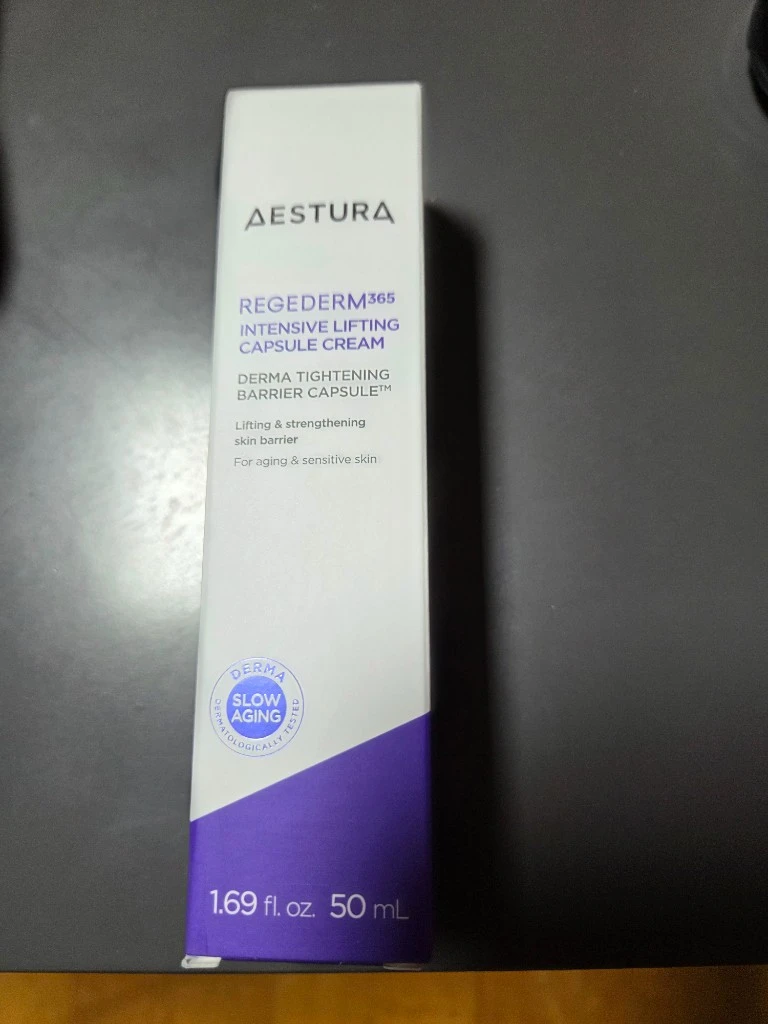 AESTURA
REGEDERM365
INTENSIVE LIFTING
CAPSULE CREAM
DERMA TIGHTENING
BARRIER CAPSULE™
Lifting & strengthening
skin barrier
For aging & sensitive skin
DERMA
SLOW
AGING
DERMATOLOGICALLY TESTED
1.69 fl. oz. 50 mL